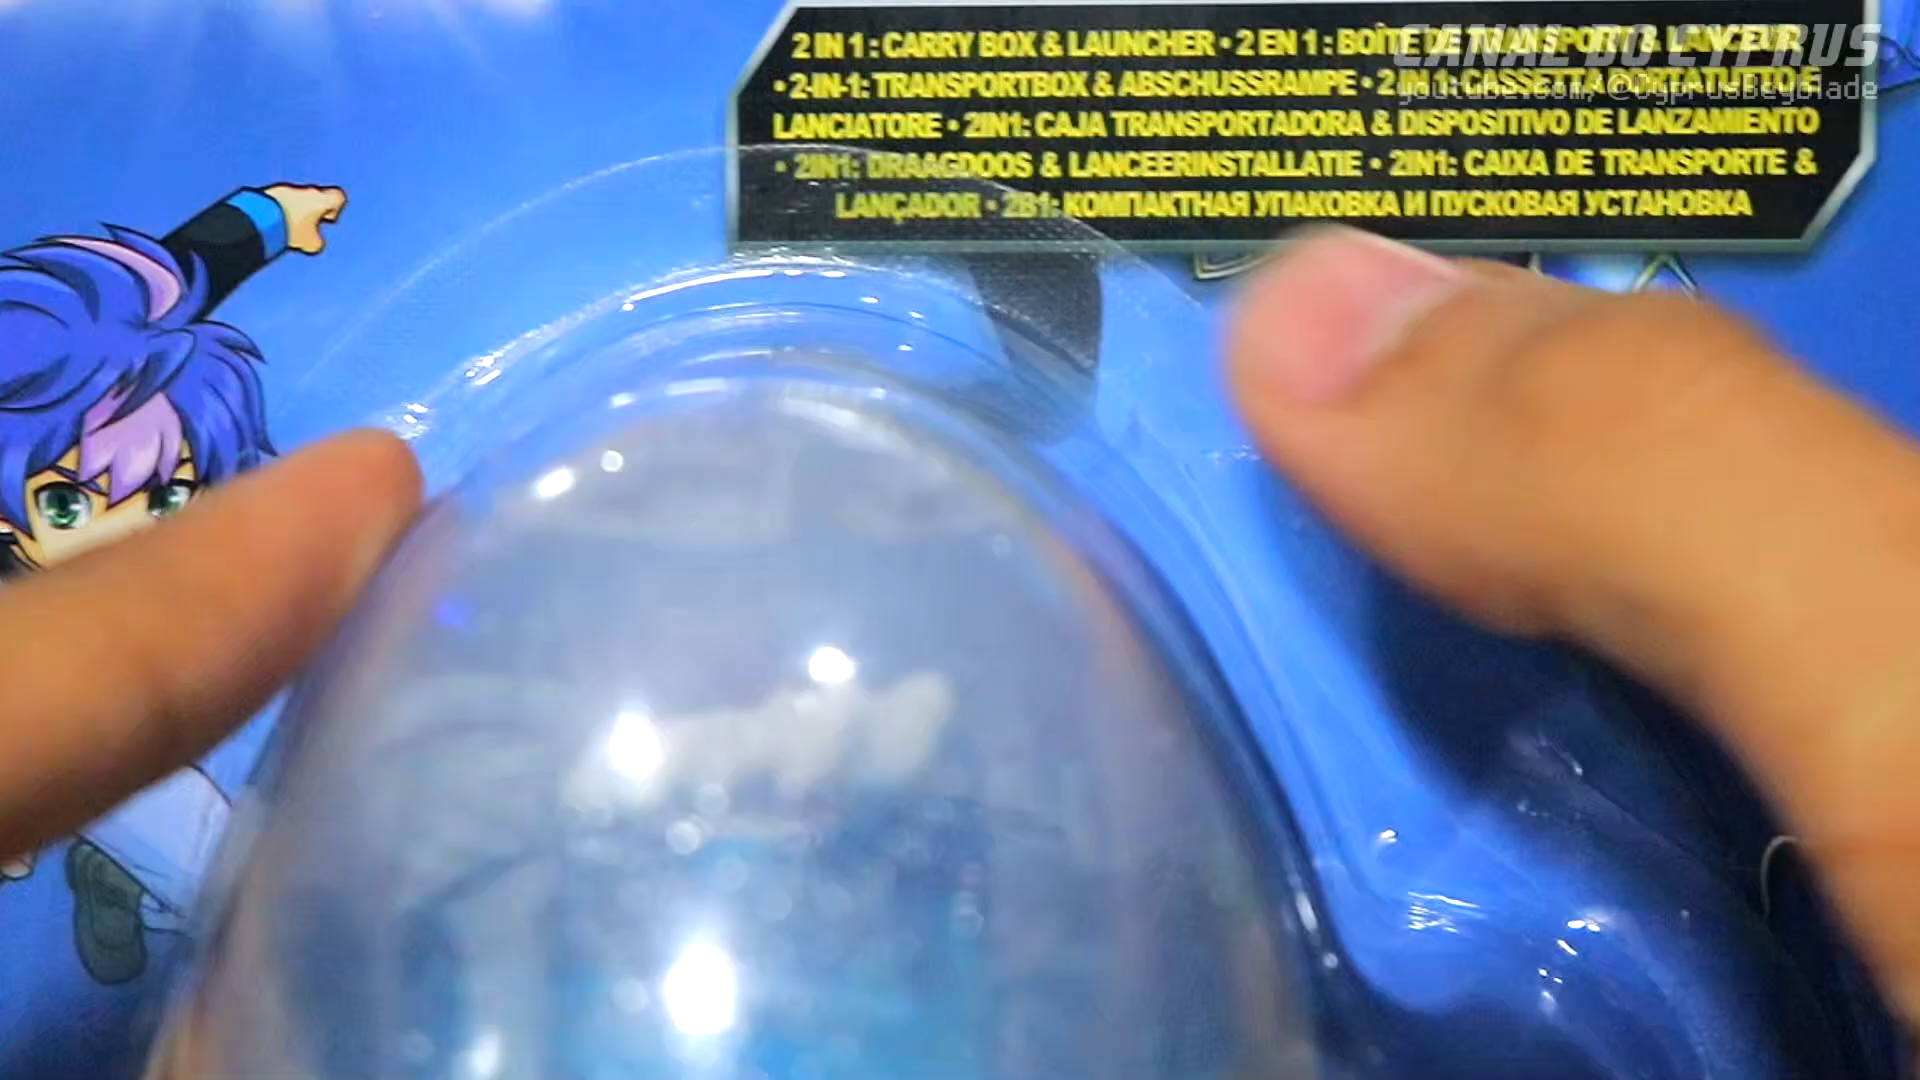 CANAL DO CYPRUS
youtube.com/@CyprusBeyblade
2 IN 1 : CARRY BOX & LAUNCHER • 2 EN 1 : BOÎTE DE TRANSPORT & LANCEUR
• 2-IN-1: TRANSPORTBOX & ABSCHUSSRAMPE • 2 IN 1: CASSETTA PORTATUTTO E
LANCIATORE • 2IN1: CAJA TRANSPORTADORA & DISPOSITIVO DE LANZAMIENTO
• 2IN1: DRAAGDOOS & LANCEERINSTALLATIE • 2IN1: CAIXA DE TRANSPORTE &
LANÇADOR • 2В1: КОМПАКТНАЯ УПАКОВКА И ПУСКОВАЯ УСТАНОВКА